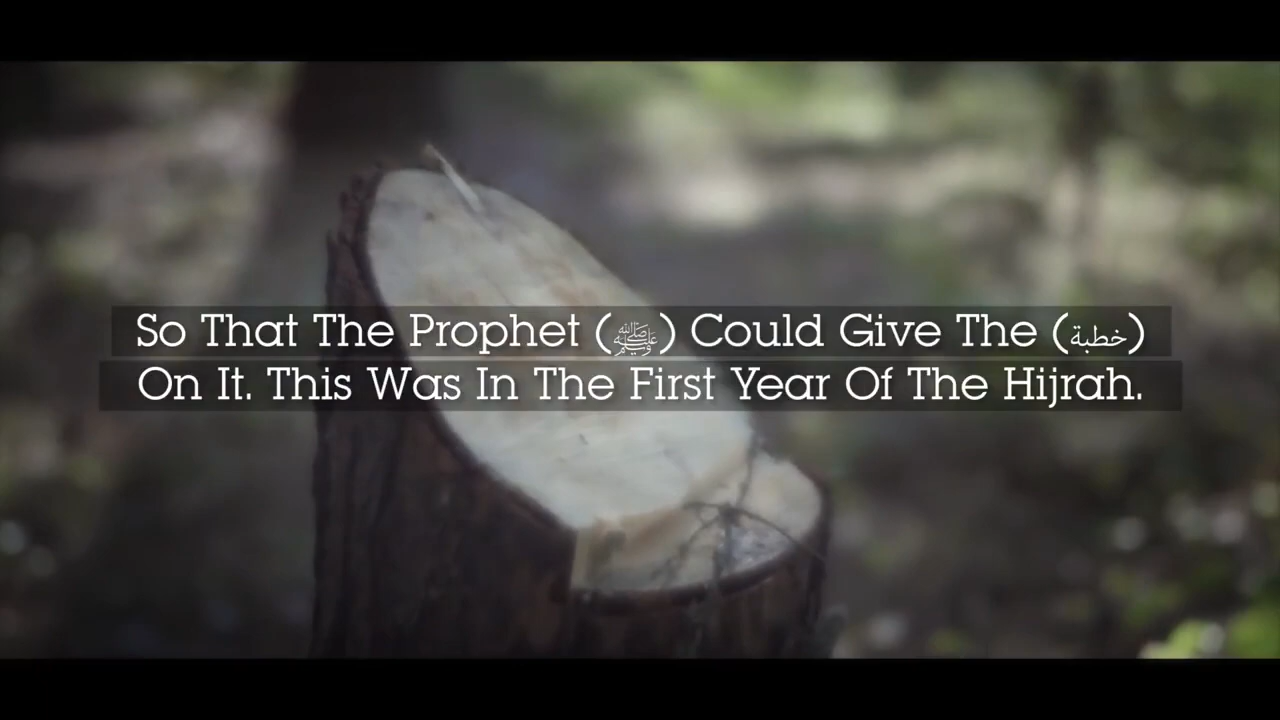 So That The Prophet (ﷺ) Could Give The (خطبة)
On It. This Was In The First Year Of The Hijrah.